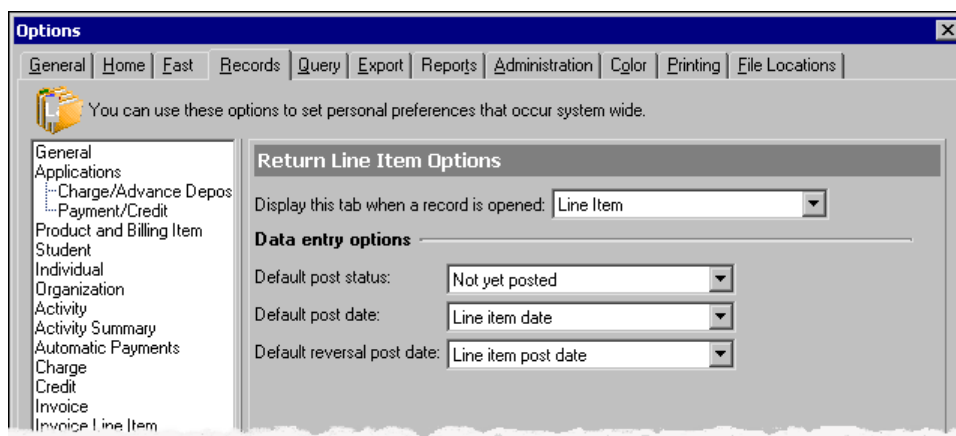 Options
General Home Fast Records Query Export Reports Administration Color Printing File Locations
You can use these options to set personal preferences that occur system wide.
General
Applications
Charge/Advance Depos
Payment/Credit
Product and Billing Item
Student
Individual
Organization
Activity
Activity Summary
Automatic Payments
Charge
Credit
Invoice
Invoice Line Item
Return Line Item Options
Display this tab when a record is opened: Line Item
Data entry options
Default post status: Not yet posted
Default post date: Line item date
Default reversal post date: Line item post date